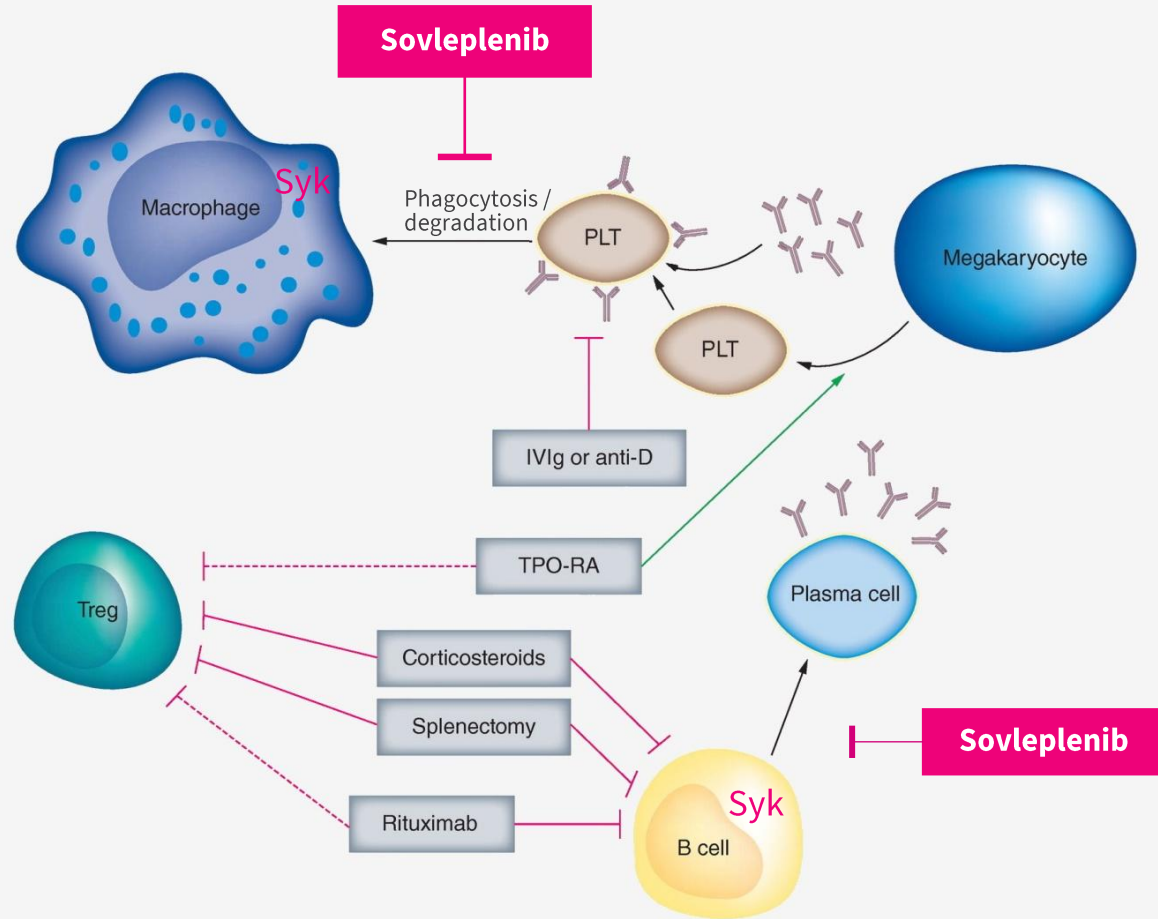 Sovleplenib
Syk
Macrophage
Phagocytosis /
degradation
PLT
Megakaryocyte
PLT
IVIg or anti-D
TPO-RA
Treg
Plasma cell
Corticosteroids
Splenectomy
Sovleplenib
Syk
Rituximab
B cell